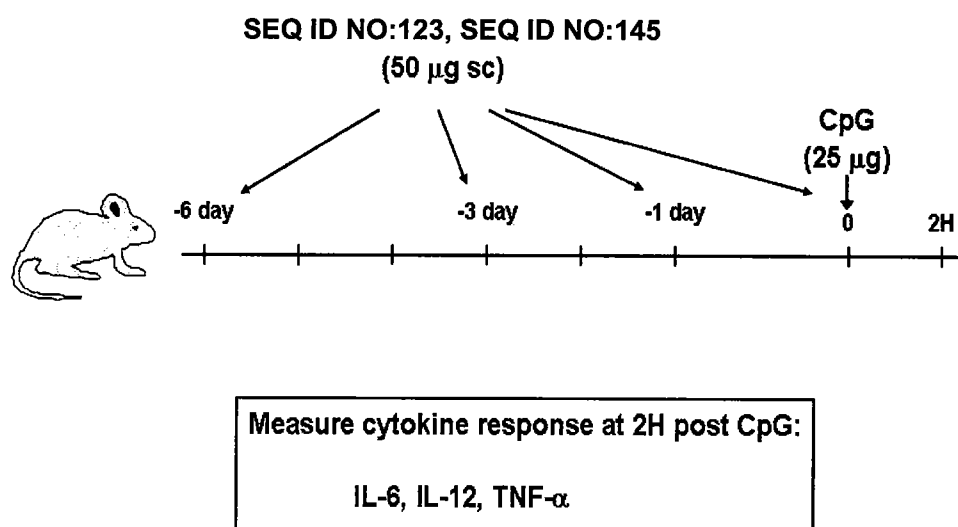 SEQ ID NO:123, SEQ ID NO:145
(50 μg sc)
CpG
(25 μg)
-6 day
-3 day
-1 day
0
2H
Measure cytokine response at 2H post CpG:
IL-6, IL-12, TNF-α